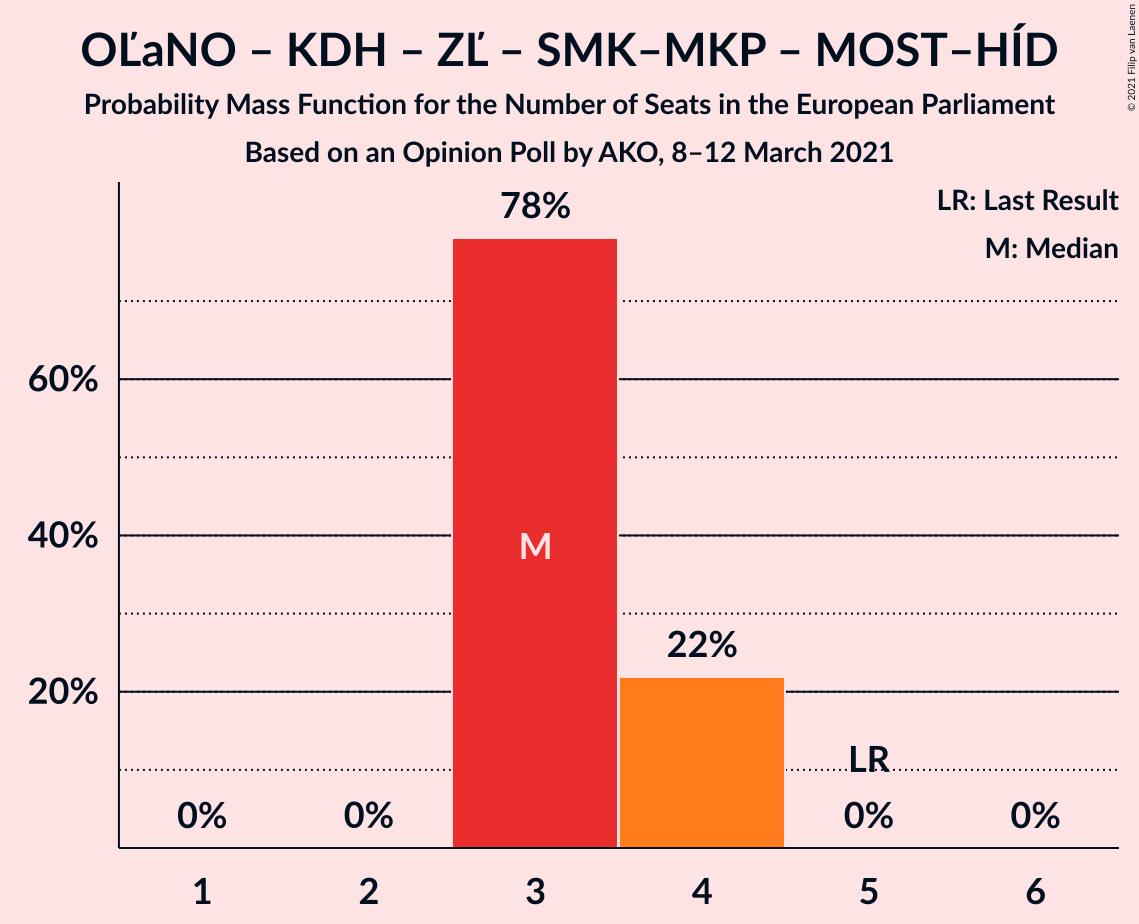 OĽaNO – KDH – ZĽ – SMK–MKP – MOST–HÍD
Probability Mass Function for the Number of Seats in the European Parliament
Based on an Opinion Poll by AKO, 8–12 March 2021
© 2021 Filip van Laenen
LR: Last Result
M: Median
78%
60%
40%
M
22%
20%
LR
0%
0%
0%
0%
1
2
3
4
5
6